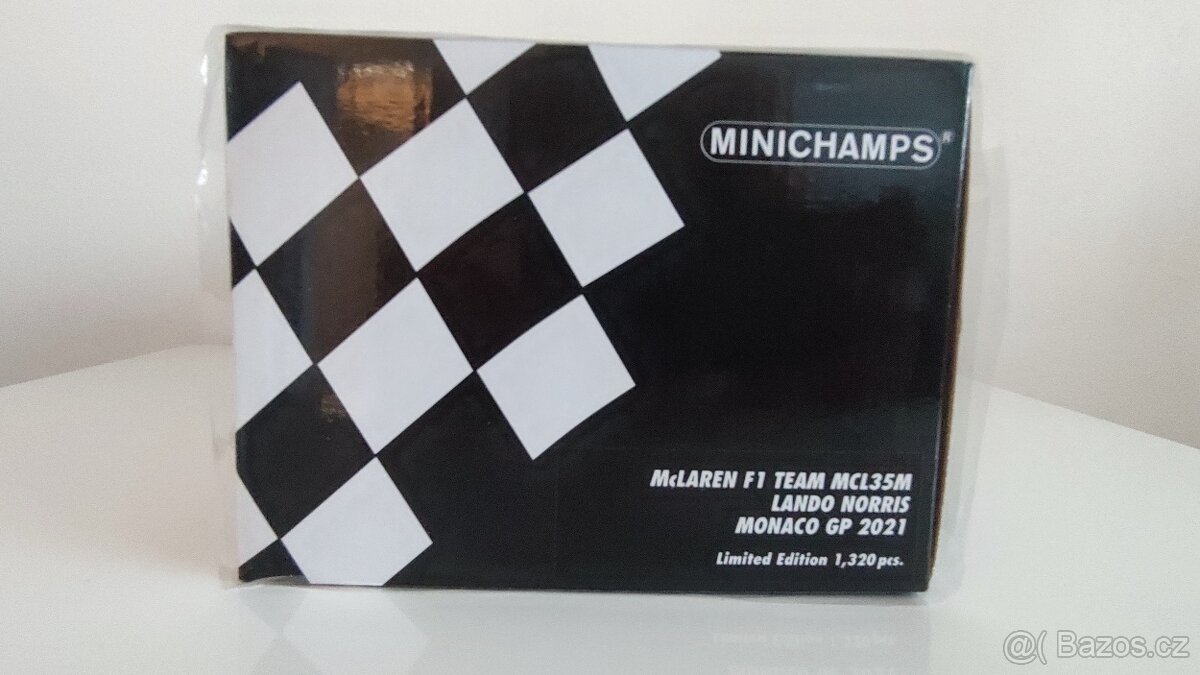 MINICHAMPS®
McLAREN F1 TEAM MCL35M
LANDO NORRIS
MONACO GP 2021
Limited Edition 1,320 pcs.
@( Bazos.cz